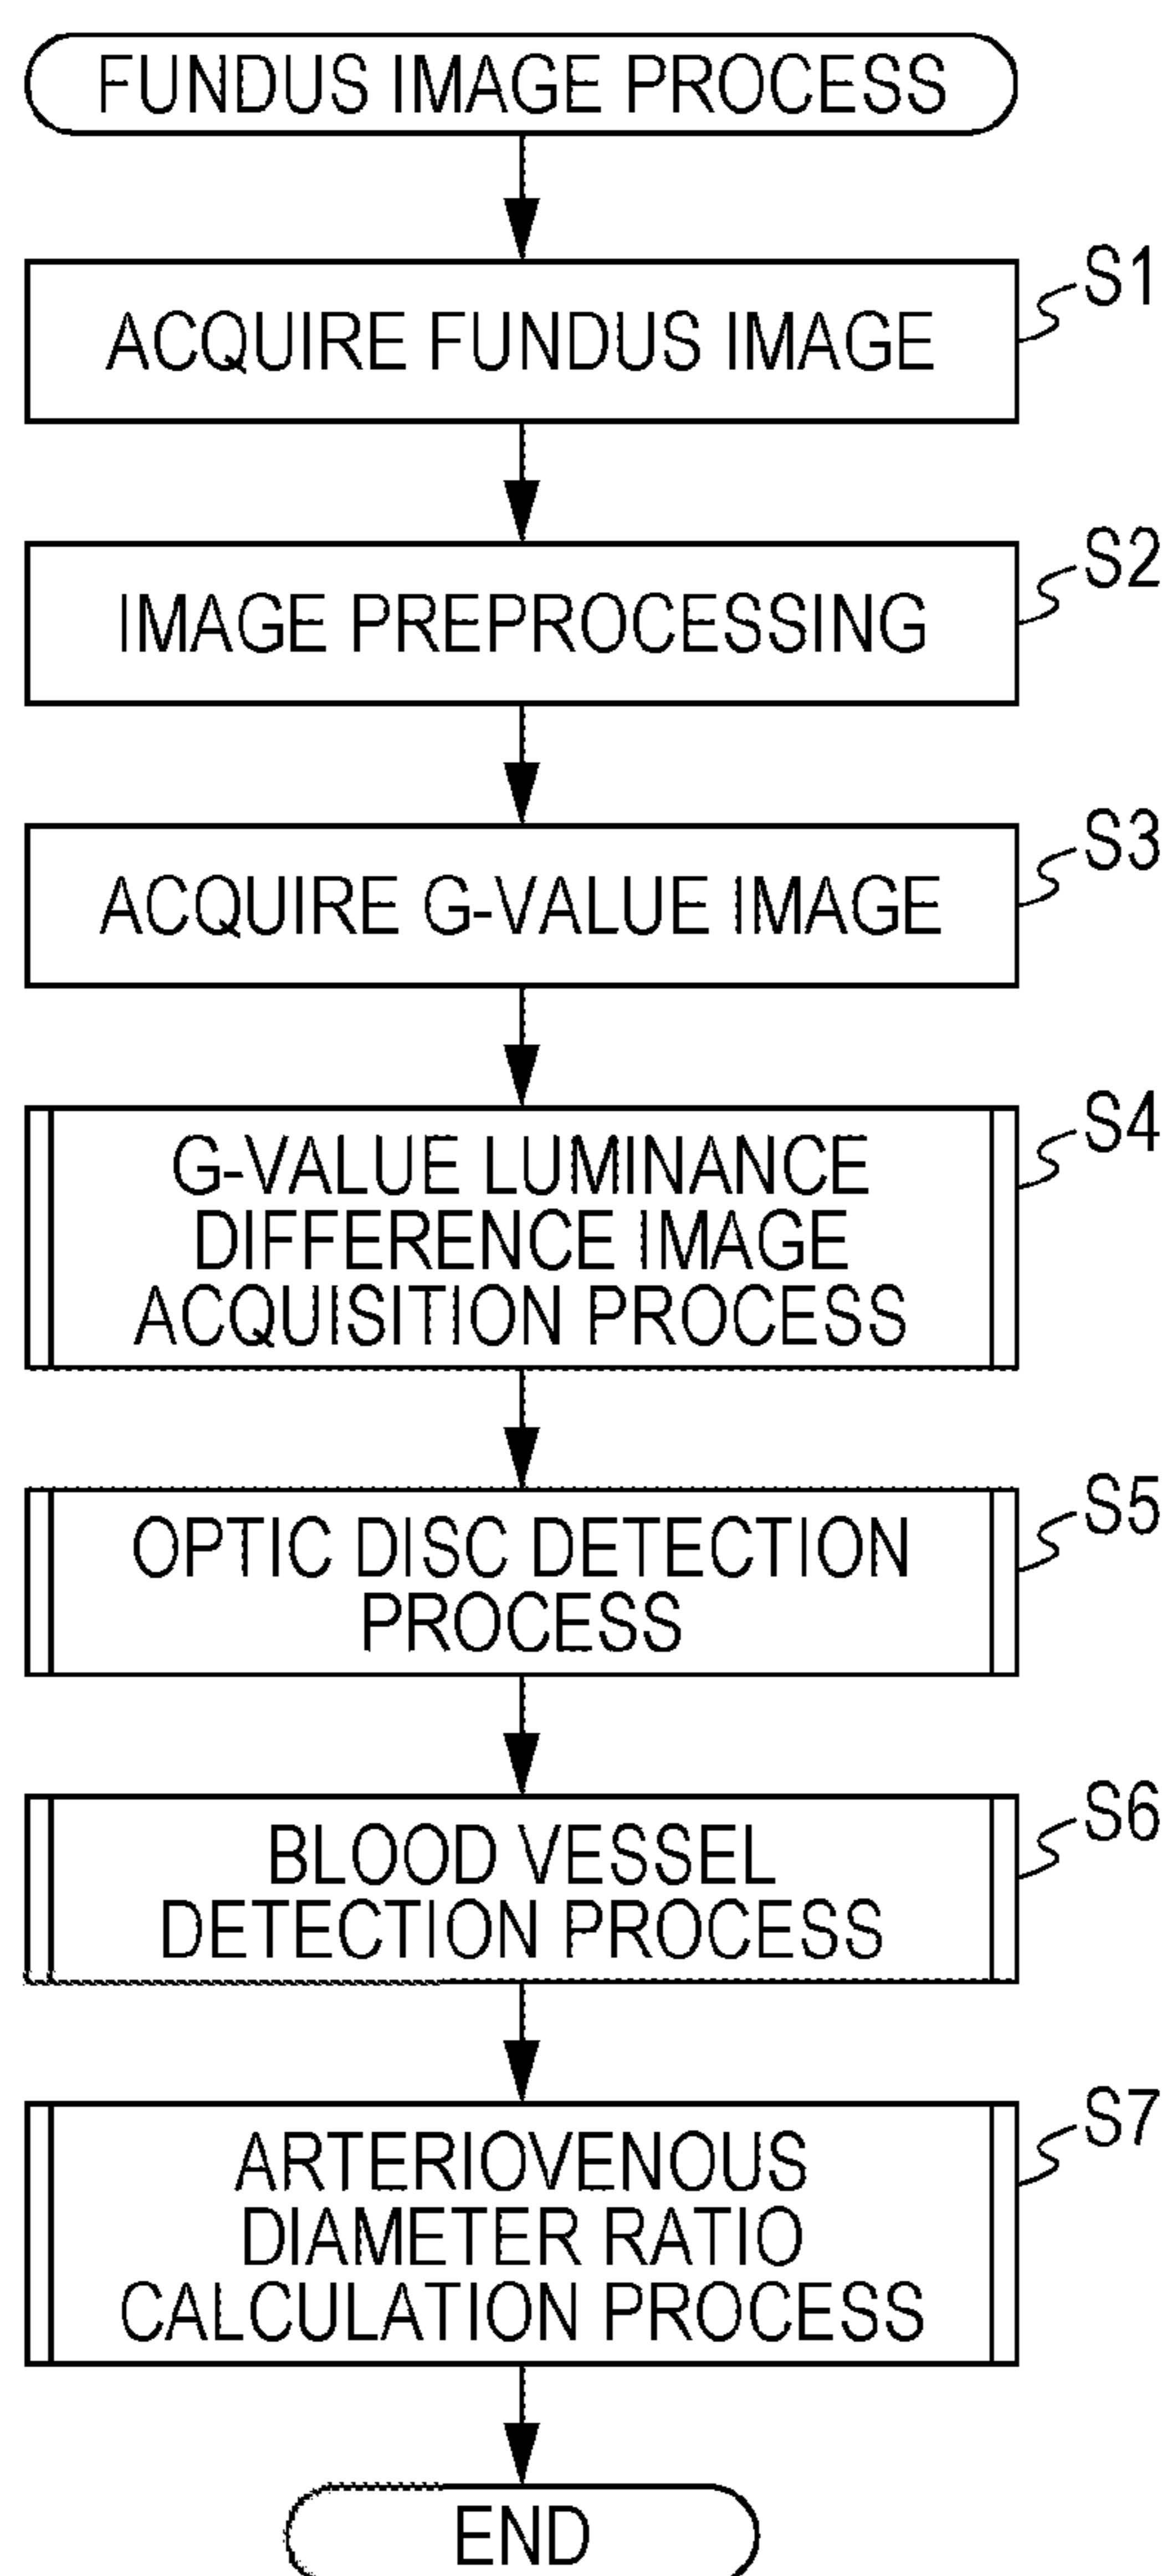 FUNDUS IMAGE PROCESS
S1
ACQUIRE FUNDUS IMAGE
S2
IMAGE PREPROCESSING
S3
ACQUIRE G-VALUE IMAGE
S4
G-VALUE LUMINANCE
DIFFERENCE IMAGE
ACQUISITION PROCESS
S5
OPTIC DISC DETECTION
PROCESS
S6
BLOOD VESSEL
DETECTION PROCESS
S7
ARTERIOVENOUS
DIAMETER RATIO
CALCULATION PROCESS
END